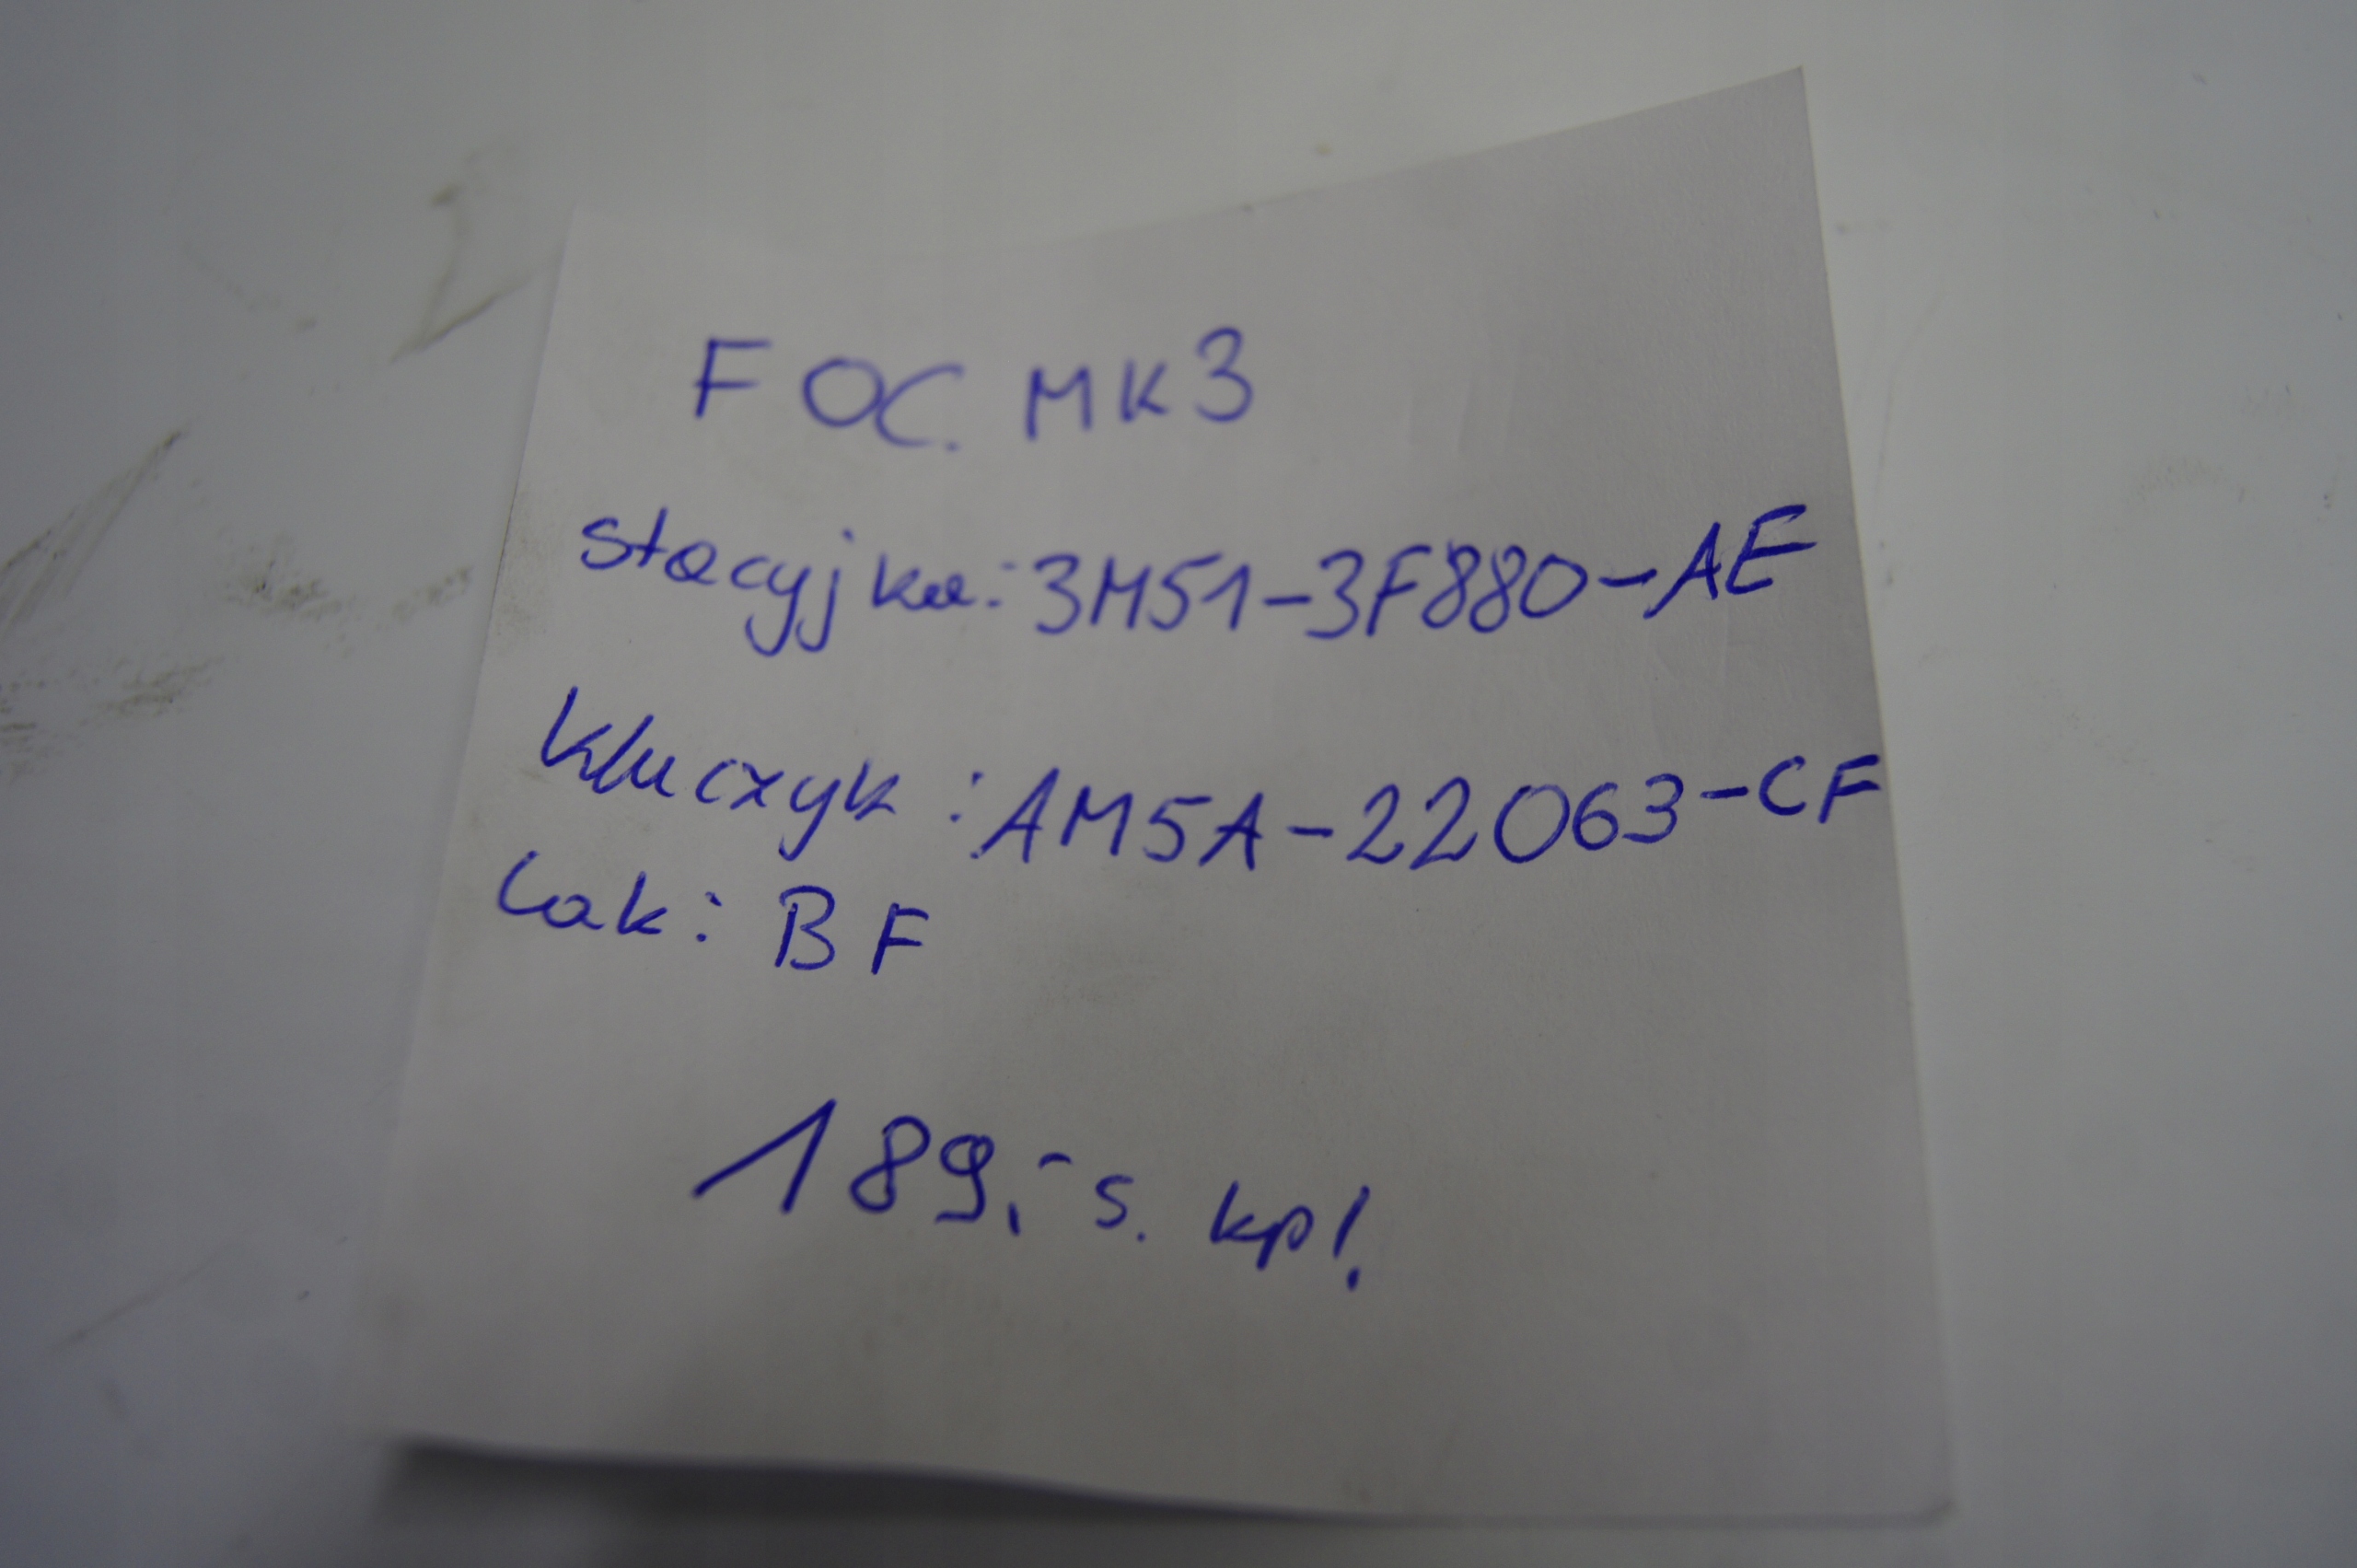 FOC. MK3
stacyjka: 3M51-3F880-AE
kluczyk: AM5A-22063-CF
Lak: BF
189,- s. kpl.